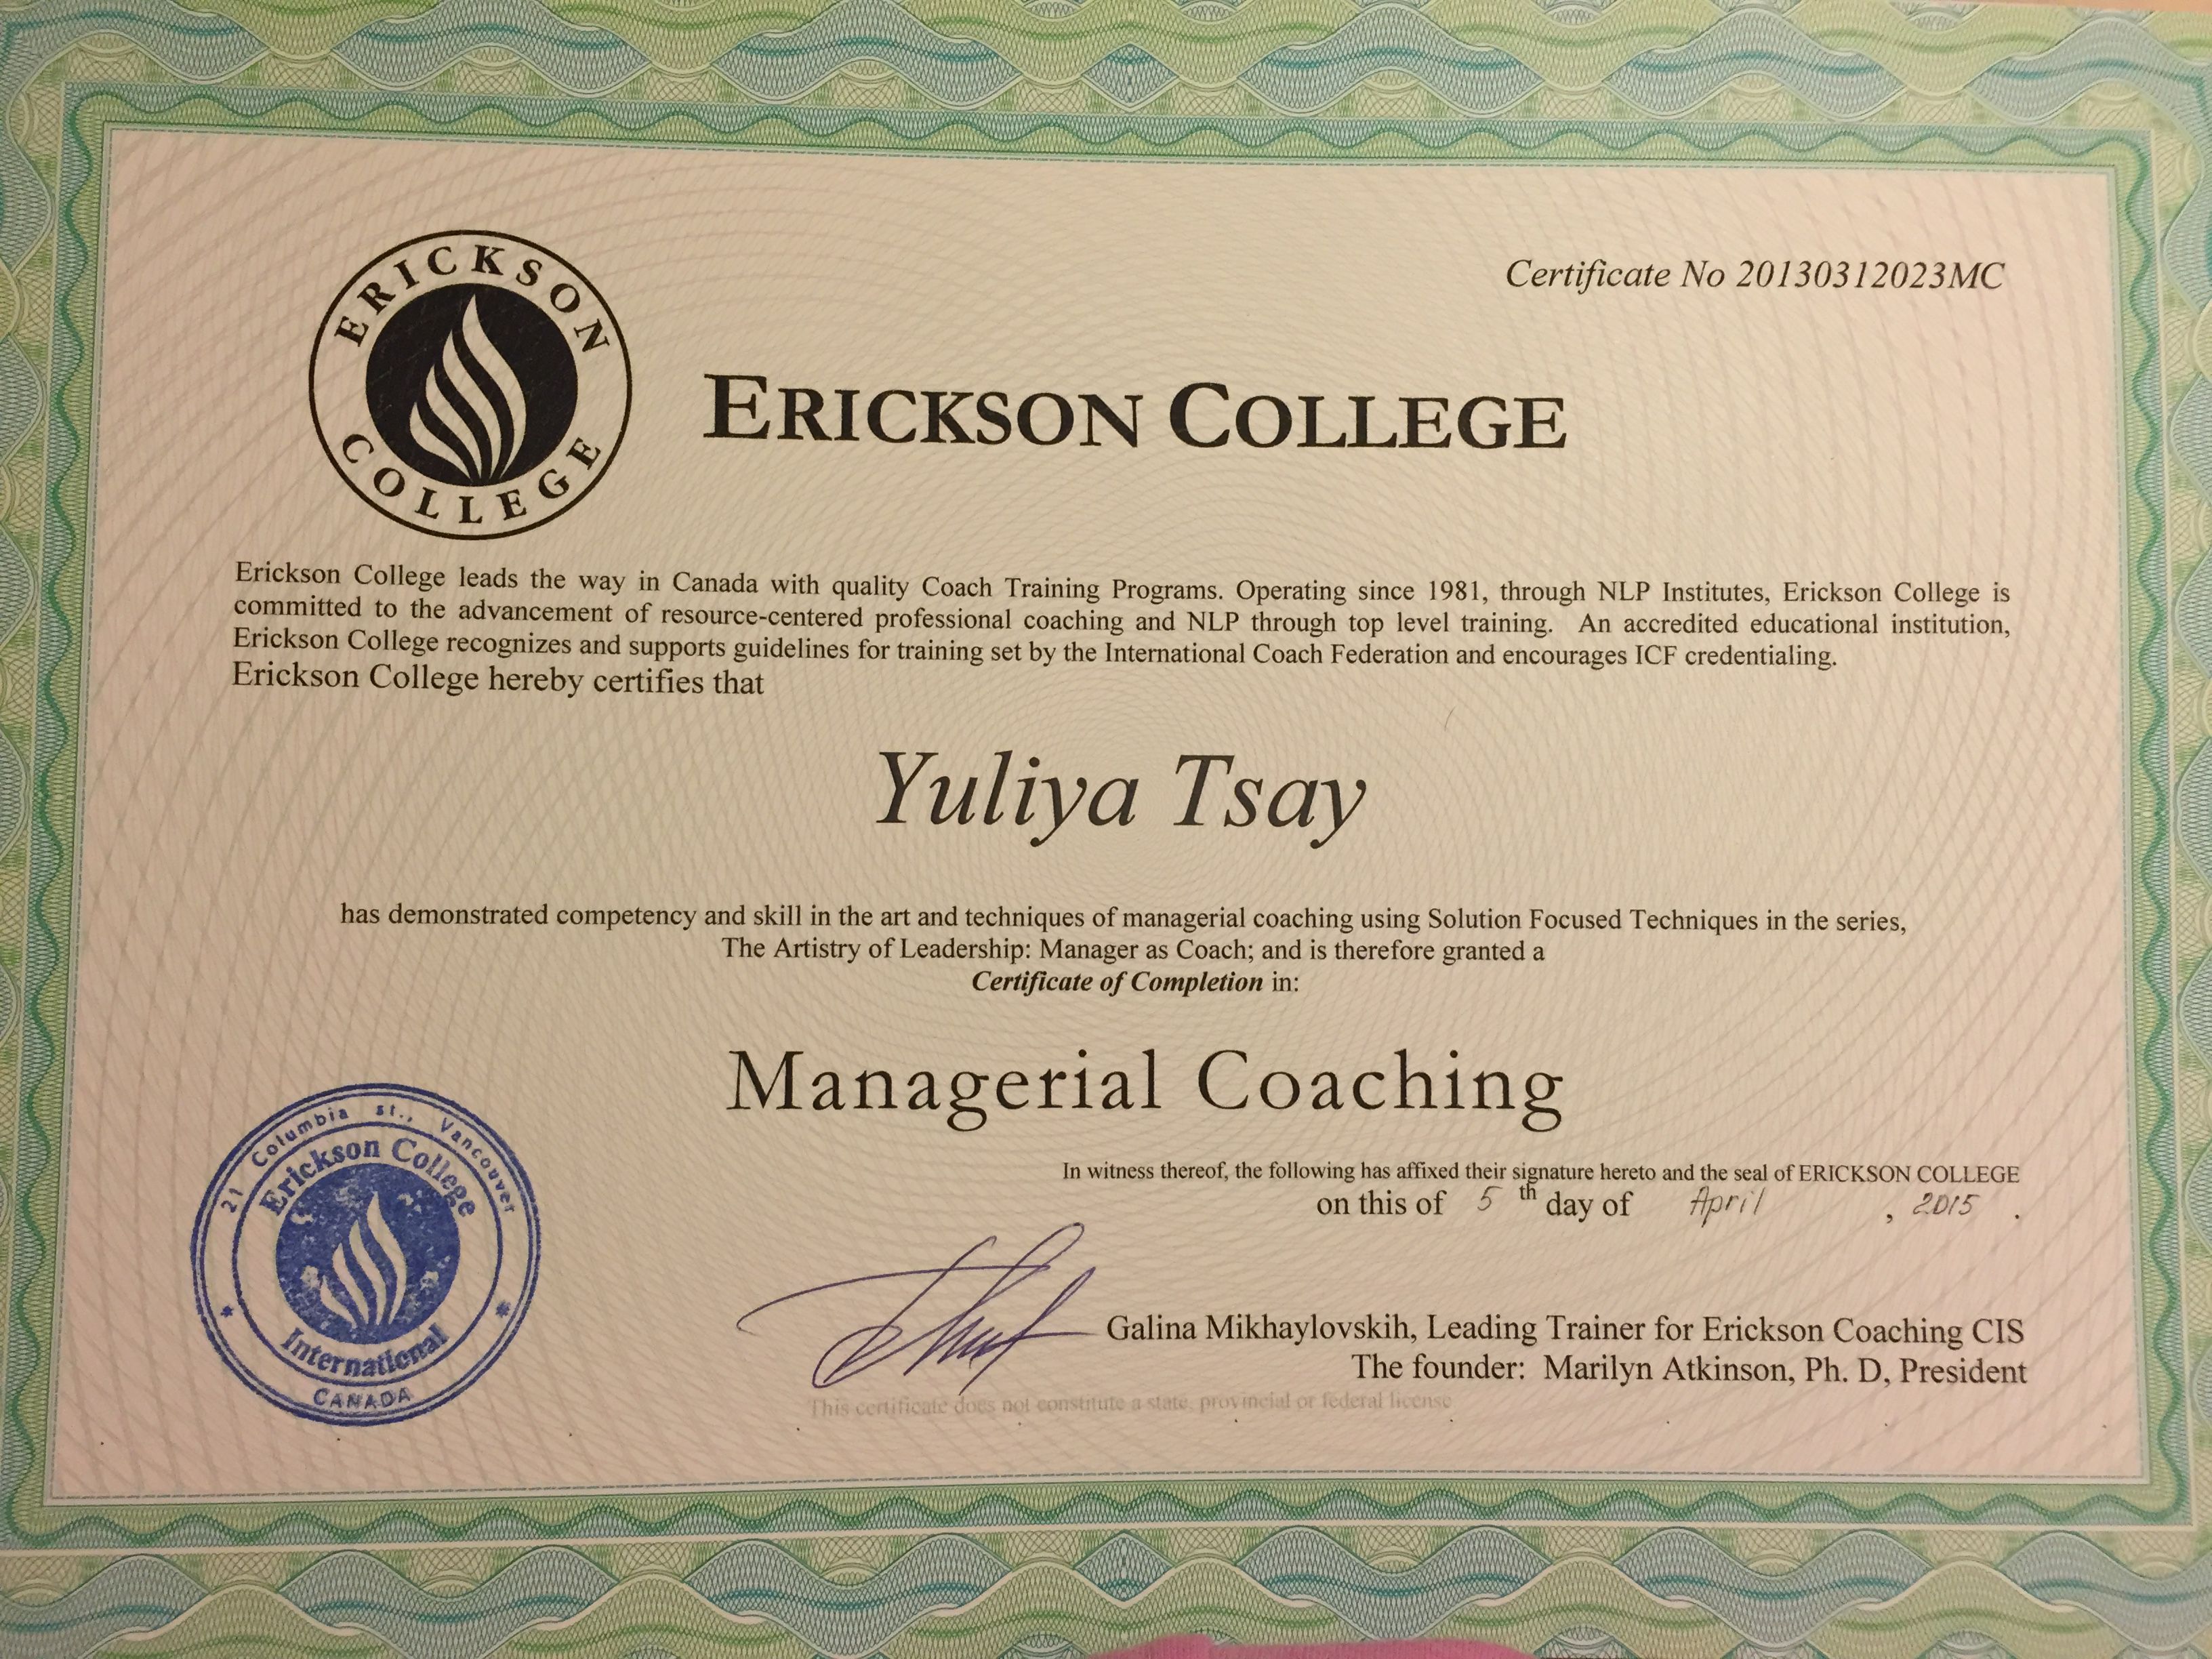 ERICKSON COLLEGE
Certificate No 20130312023MC
ERICKSON COLLEGE
Erickson College leads the way in Canada with quality Coach Training Programs. Operating since 1981, through NLP Institutes, Erickson College is
committed to the advancement of resource-centered professional coaching and NLP through top level training. An accredited educational institution,
Erickson College recognizes and supports guidelines for training set by the International Coach Federation and encourages ICF credentialing.
Erickson College hereby certifies that
Yuliya Tsay
has demonstrated competency and skill in the art and techniques of managerial coaching using Solution Focused Techniques in the series,
The Artistry of Leadership: Manager as Coach; and is therefore granted a
Certificate of Completion in:
Managerial Coaching
21 Columbia st., Vancouver
Erickson College
International
CANADA
In witness thereof, the following has affixed their signature hereto and the seal of ERICKSON COLLEGE
on this of 5 th day of April , 2015 .
Galina Mikhaylovskih, Leading Trainer for Erickson Coaching CIS
The founder: Marilyn Atkinson, Ph. D, President
This certificate does not constitute a state, provincial or federal license